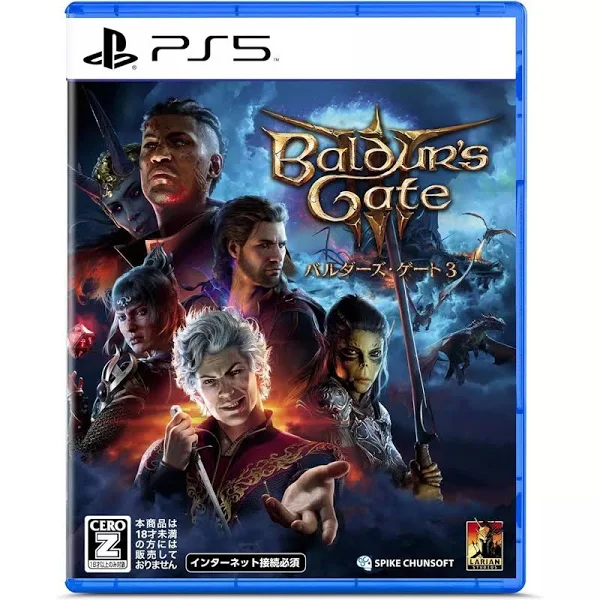 PS5
Baldur's
Gate
III
バルダーズ・ゲート3
CERO
Z
18才以上のみ対象
本商品は
18才未満
の方には
販売して
おりません
インターネット接続必須
SPIKE CHUNSOFT
LARIAN
STUDIOS